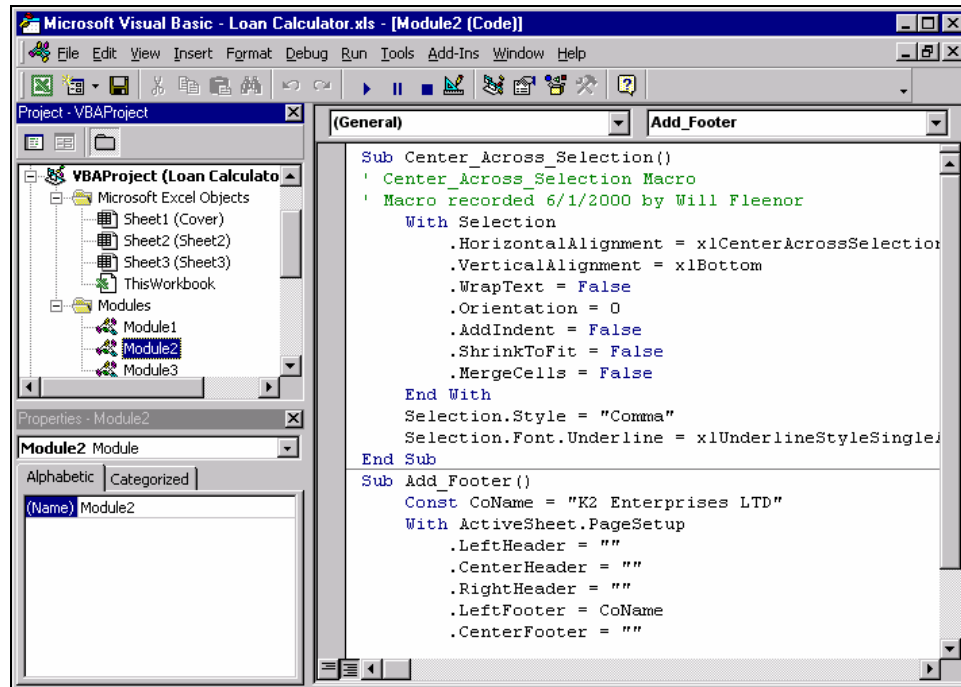 Microsoft Visual Basic - Loan Calculator.xls - [Module2 (Code)]
File Edit View Insert Format Debug Run Tools Add-Ins Window Help
Project - VBAProject
VBAProject (Loan Calculato
Microsoft Excel Objects
Sheet1 (Cover)
Sheet2 (Sheet2)
Sheet3 (Sheet3)
ThisWorkbook
Modules
Module1
Module2
Module3
Properties - Module2
Module2 Module
Alphabetic Categorized
(Name) Module2
(General) Add_Footer
Sub Center_Across_Selection()
' Center_Across_Selection Macro
' Macro recorded 6/1/2000 by Will Fleenor
With Selection
.HorizontalAlignment = xlCenterAcrossSelection
.VerticalAlignment = xlBottom
.WrapText = False
.Orientation = 0
.AddIndent = False
.ShrinkToFit = False
.MergeCells = False
End With
Selection.Style = "Comma"
Selection.Font.Underline = xlUnderlineStyleSingle
End Sub
Sub Add_Footer()
Const CoName = "K2 Enterprises LTD"
With ActiveSheet.PageSetup
.LeftHeader = ""
.CenterHeader = ""
.RightHeader = ""
.LeftFooter = CoName
.CenterFooter = ""